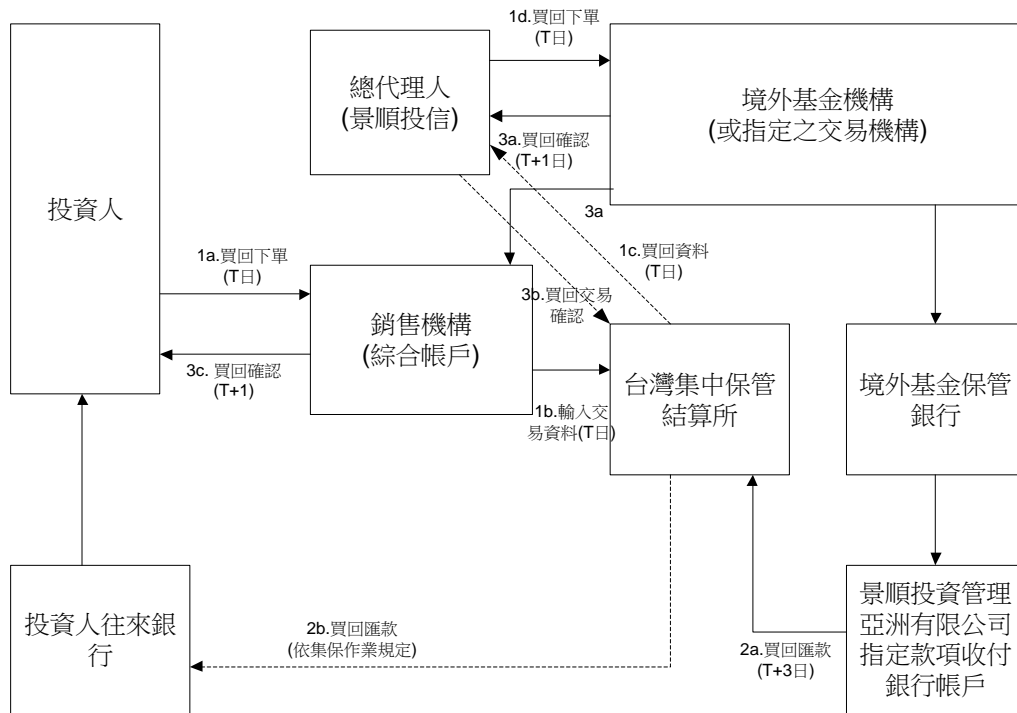 1d.買回下單
(T日)
總代理人
(景順投信)
境外基金機構
(或指定之交易機構)
3a.買回確認
(T+1日)
投資人
3a
1a.買回下單
(T日)
1c.買回資料
(T日)
銷售機構
(綜合帳戶)
3b.買回交易
確認
3c. 買回確認
(T+1)
台灣集中保管
結算所
境外基金保管
銀行
1b.輸入交
易資料(T日)
投資人往來銀
行
2b.買回匯款
(依集保作業規定)
2a.買回匯款
(T+3日)
景順投資管理
亞洲有限公司
指定款項收付
銀行帳戶